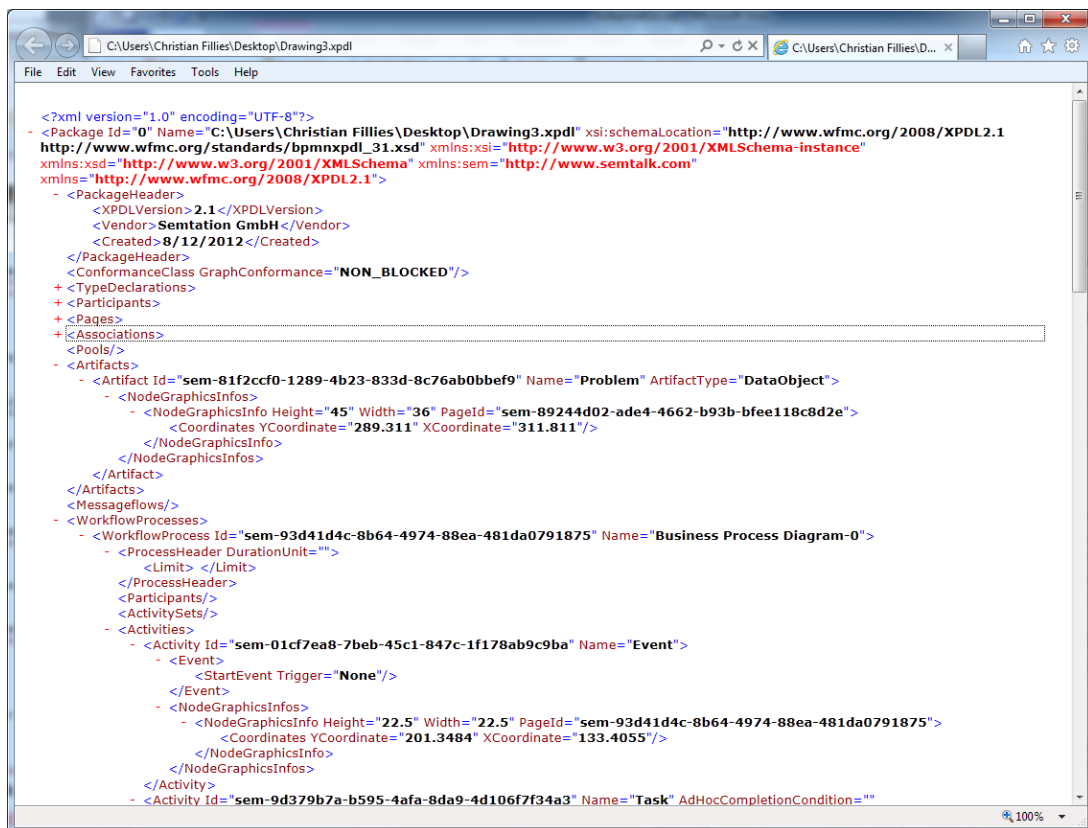 C:\Users\Christian Fillies\Desktop\Drawing3.xpdl
C:\Users\Christian Fillies\D...
File Edit View Favorites Tools Help
<?xml version="1.0" encoding="UTF-8"?>
- <Package Id="0" Name="C:\Users\Christian Fillies\Desktop\Drawing3.xpdl" xsi:schemaLocation="http://www.wfmc.org/2008/XPDL2.1
http://www.wfmc.org/standards/bpmnxpdl_31.xsd" xmlns:xsi="http://www.w3.org/2001/XMLSchema-instance"
xmlns:xsd="http://www.w3.org/2001/XMLSchema" xmlns:sem="http://www.semtalk.com"
xmlns="http://www.wfmc.org/2008/XPDL2.1">
- <PackageHeader>
<XPDLVersion>2.1</XPDLVersion>
<Vendor>Semtation GmbH</Vendor>
<Created>8/12/2012</Created>
</PackageHeader>
<ConformanceClass GraphConformance="NON_BLOCKED"/>
+ <TypeDeclarations>
+ <Participants>
+ <Pages>
+ <Associations>
<Pools/>
- <Artifacts>
- <Artifact Id="sem-81f2ccf0-1289-4b23-833d-8c76ab0bbef9" Name="Problem" ArtifactType="DataObject">
- <NodeGraphicsInfos>
- <NodeGraphicsInfo Height="45" Width="36" PageId="sem-89244d02-ade4-4662-b93b-bfee118c8d2e">
<Coordinates YCoordinate="289.311" XCoordinate="311.811"/>
</NodeGraphicsInfo>
</NodeGraphicsInfos>
</Artifact>
</Artifacts>
<Messageflows/>
- <WorkflowProcesses>
- <WorkflowProcess Id="sem-93d41d4c-8b64-4974-88ea-481da0791875" Name="Business Process Diagram-0">
- <ProcessHeader DurationUnit="">
<Limit> </Limit>
</ProcessHeader>
<Participants/>
<ActivitySets/>
- <Activities>
- <Activity Id="sem-01cf7ea8-7beb-45c1-847c-1f178ab9c9ba" Name="Event">
- <Event>
<StartEvent Trigger="None"/>
</Event>
- <NodeGraphicsInfos>
- <NodeGraphicsInfo Height="22.5" Width="22.5" PageId="sem-93d41d4c-8b64-4974-88ea-481da0791875">
<Coordinates YCoordinate="201.3484" XCoordinate="133.4055"/>
</NodeGraphicsInfo>
</NodeGraphicsInfos>
</Activity>
- <Activity Id="sem-9d379b7a-b595-4afa-8da9-4d106f7f34a3" Name="Task" AdHocCompletionCondition=""
100%